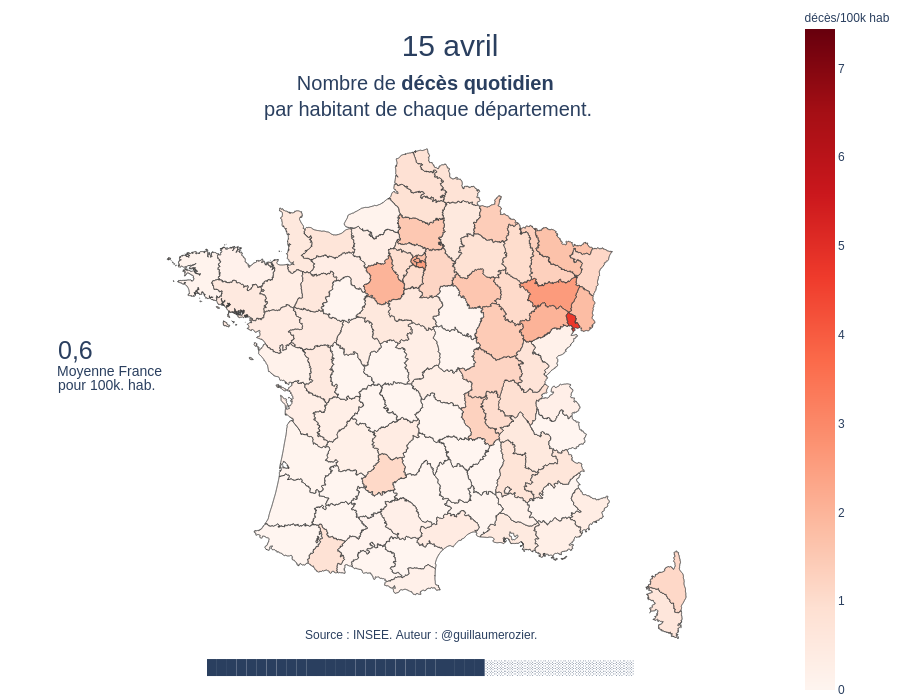 15 avril
Nombre de décès quotidien
par habitant de chaque département.
décès/100k hab
7
6
5
4
3
2
1
0
0,6
Moyenne France
pour 100k. hab.
Source : INSEE. Auteur : @guillaumerozier.